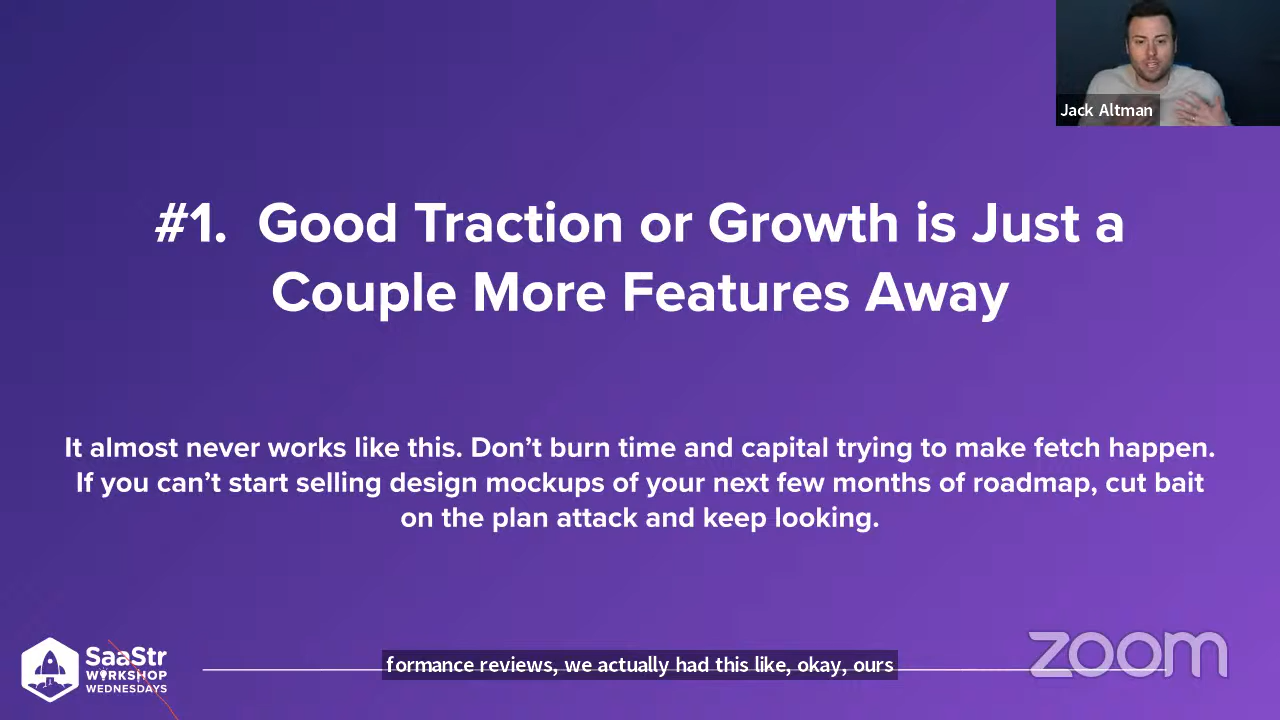 Jack Altman
#1. Good Traction or Growth is Just a
Couple More Features Away
It almost never works like this. Don’t burn time and capital trying to make fetch happen.
If you can’t start selling design mockups of your next few months of roadmap, cut bait
on the plan attack and keep looking.
SaaStr
WORKSHOP
WEDNESDAYS
formance reviews, we actually had this like, okay, ours
zoom